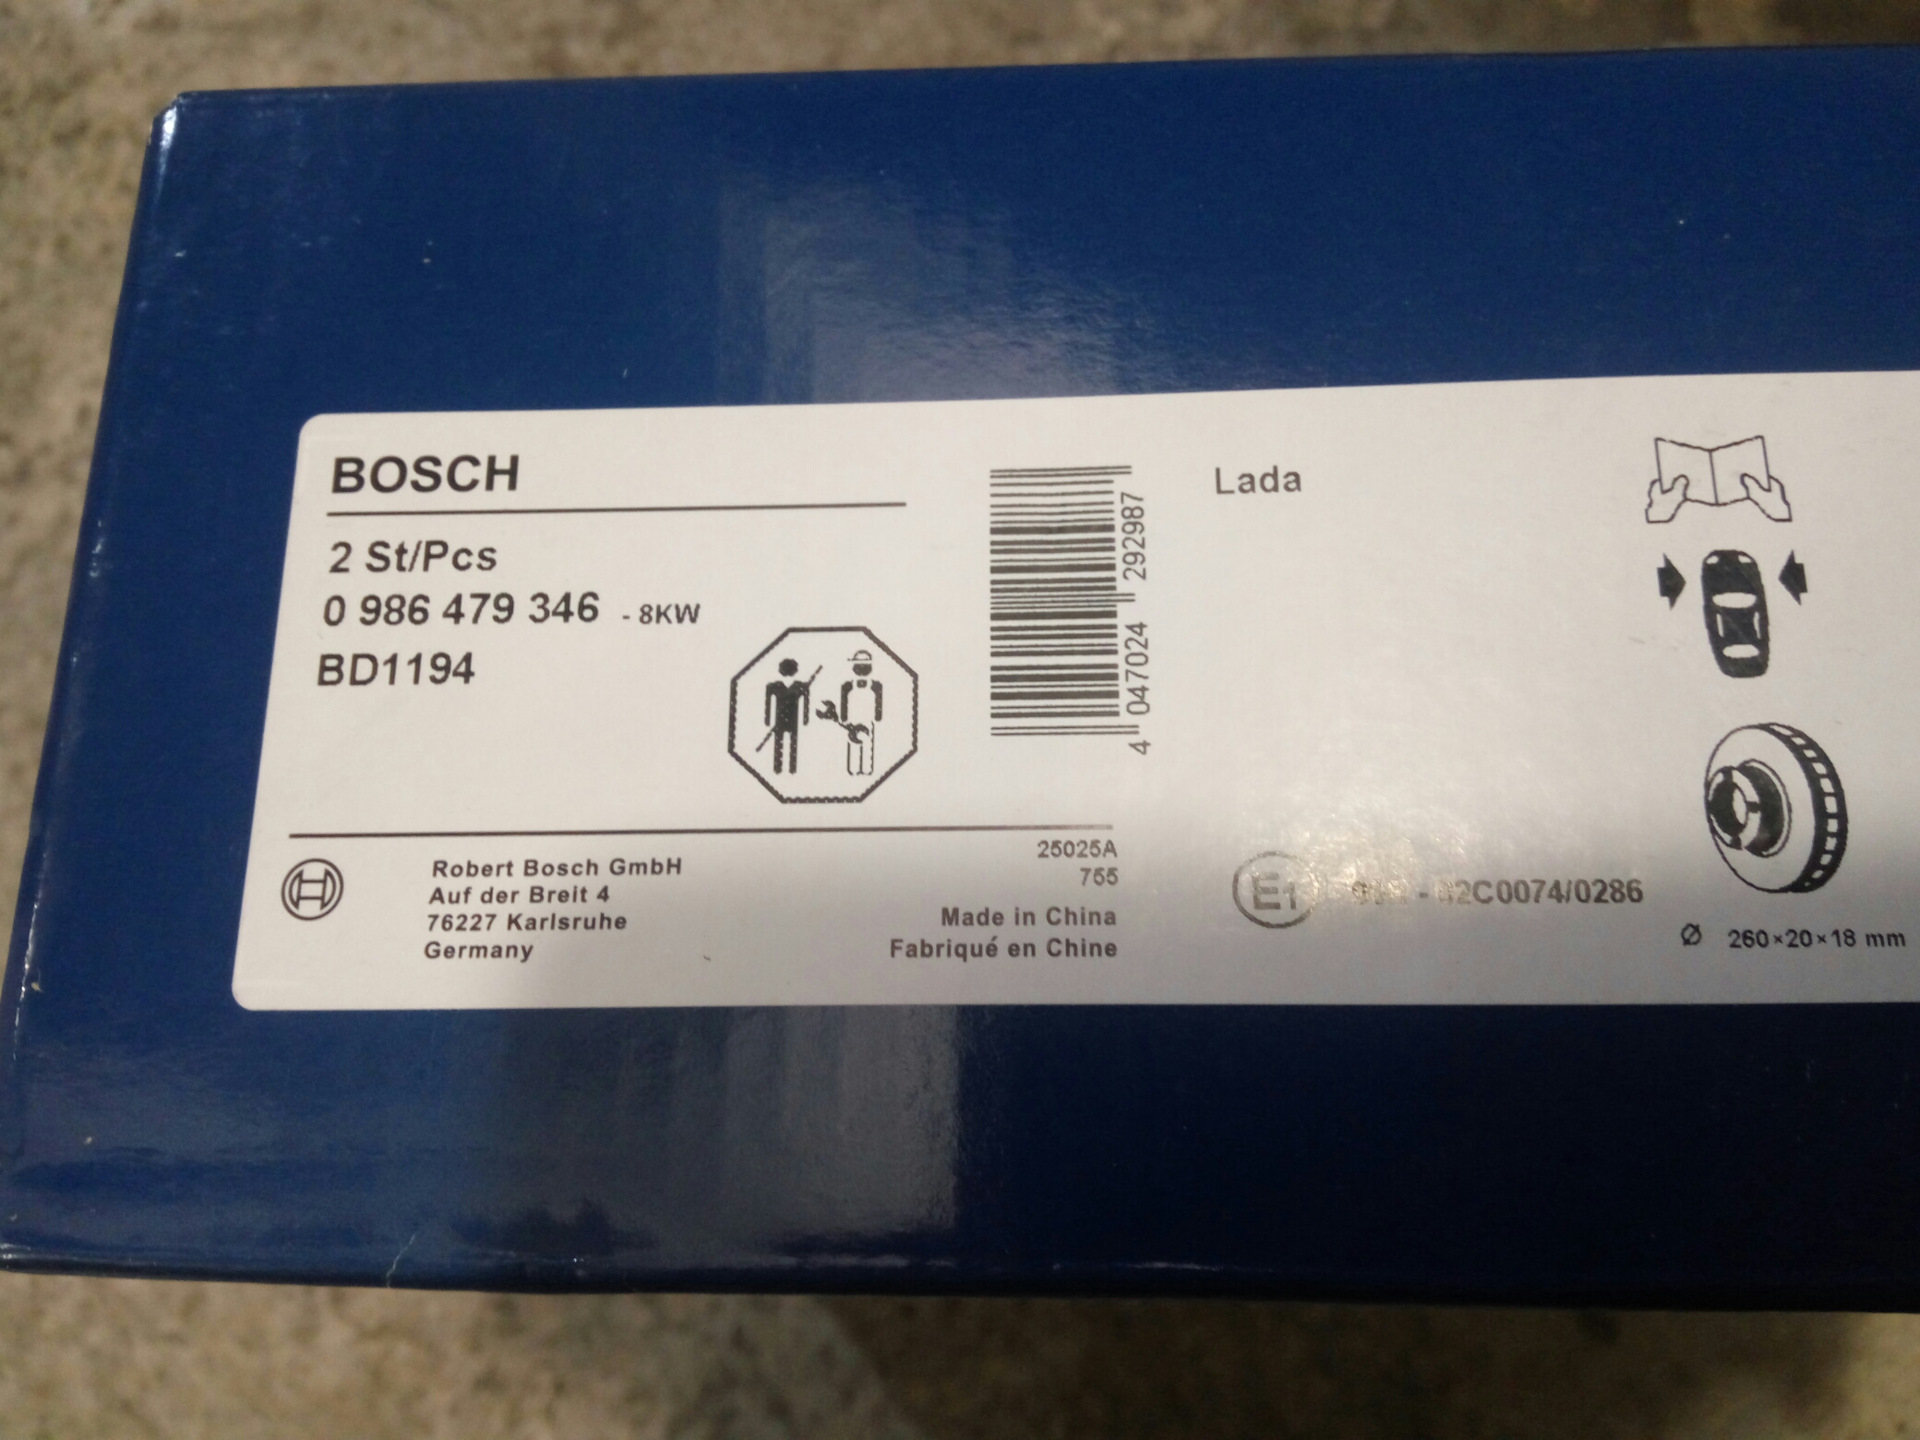 BOSCH
2 St/Pcs
0 986 479 346 - 8KW
BD1194
4 047024 292987
Lada
Robert Bosch GmbH
Auf der Breit 4
76227 Karlsruhe
Germany
25025A
755
Made in China
Fabriqué en Chine
E1 - 02C0074/0286
Ø 260×20×18 mm